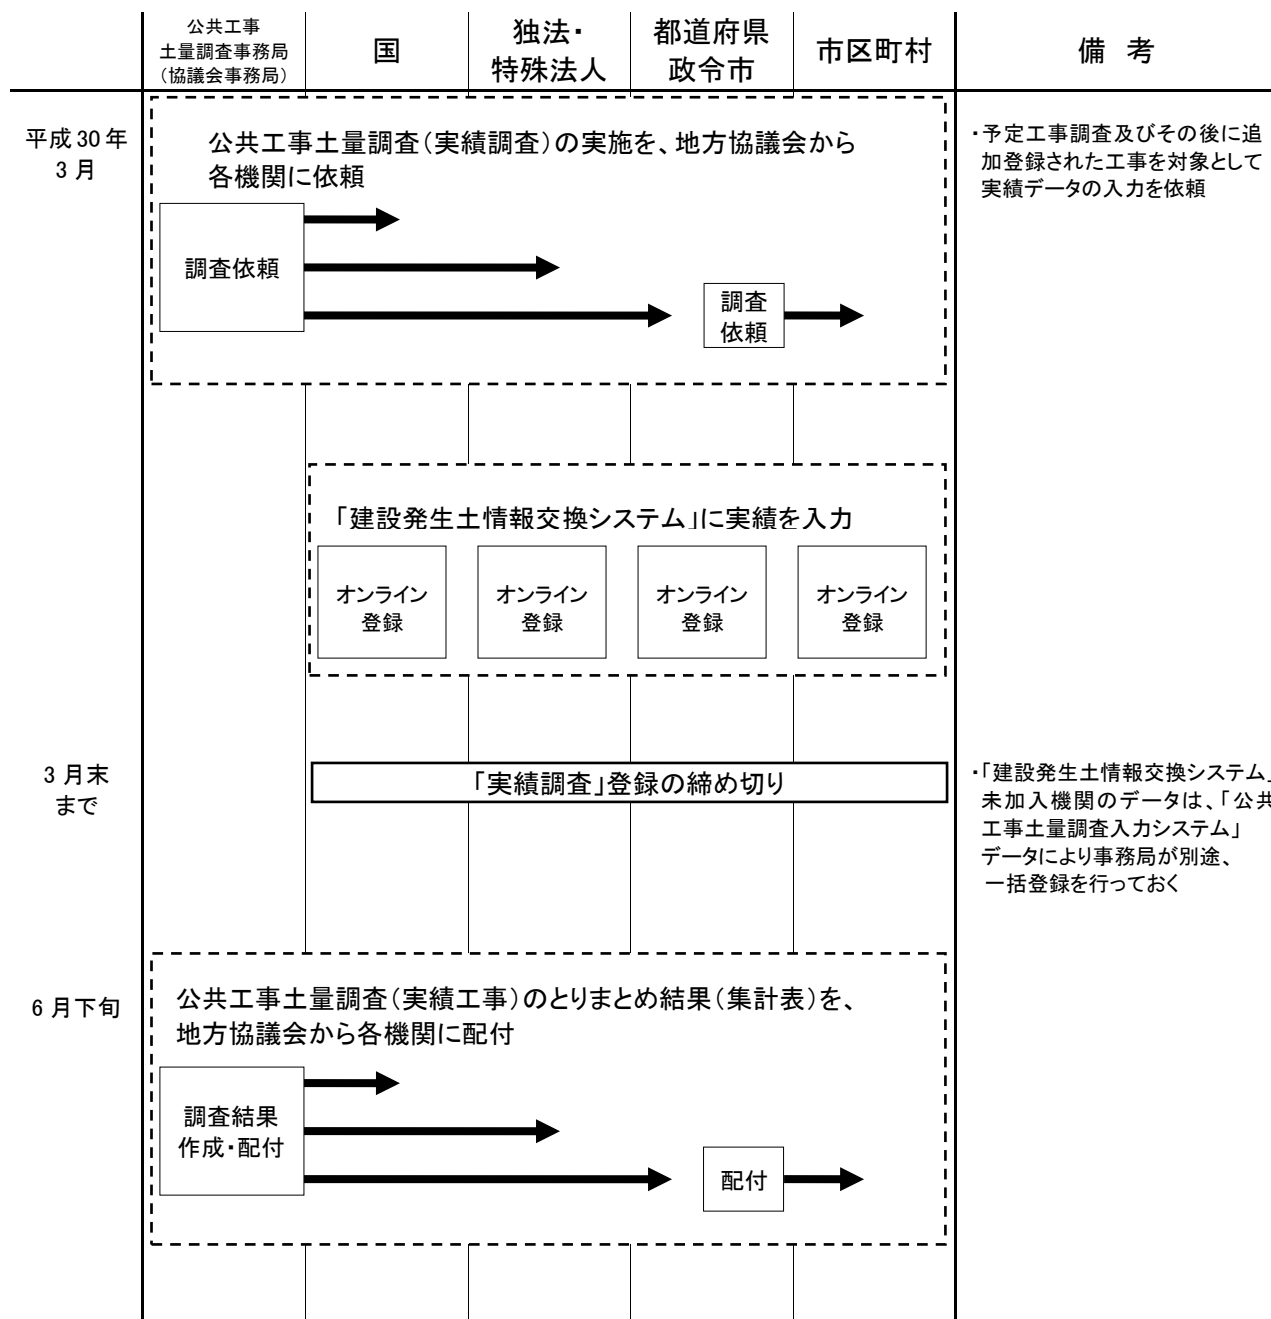 公共工事
土量調査事務局
（協議会事務局）
国
独法・
特殊法人
都道府県
政令市
市区町村
備 考
平成 30 年
3 月
公共工事土量調査（実績調査）の実施を、地方協議会から
各機関に依頼
調査依頼
調査
依頼
・予定工事調査及びその後に追
加登録された工事を対象として
実績データの入力を依頼
「建設発生土情報交換システム」に実績を入力
オンライン
登録
オンライン
登録
オンライン
登録
オンライン
登録
3 月末
まで
「実績調査」登録の締め切り
・「建設発生土情報交換システム」
未加入機関のデータは、「公共
工事土量調査入力システム」
データにより事務局が別途、
一括登録を行っておく
6 月下旬
公共工事土量調査（実績工事）のとりまとめ結果（集計表）を、
地方協議会から各機関に配付
調査結果
作成・配付
配付